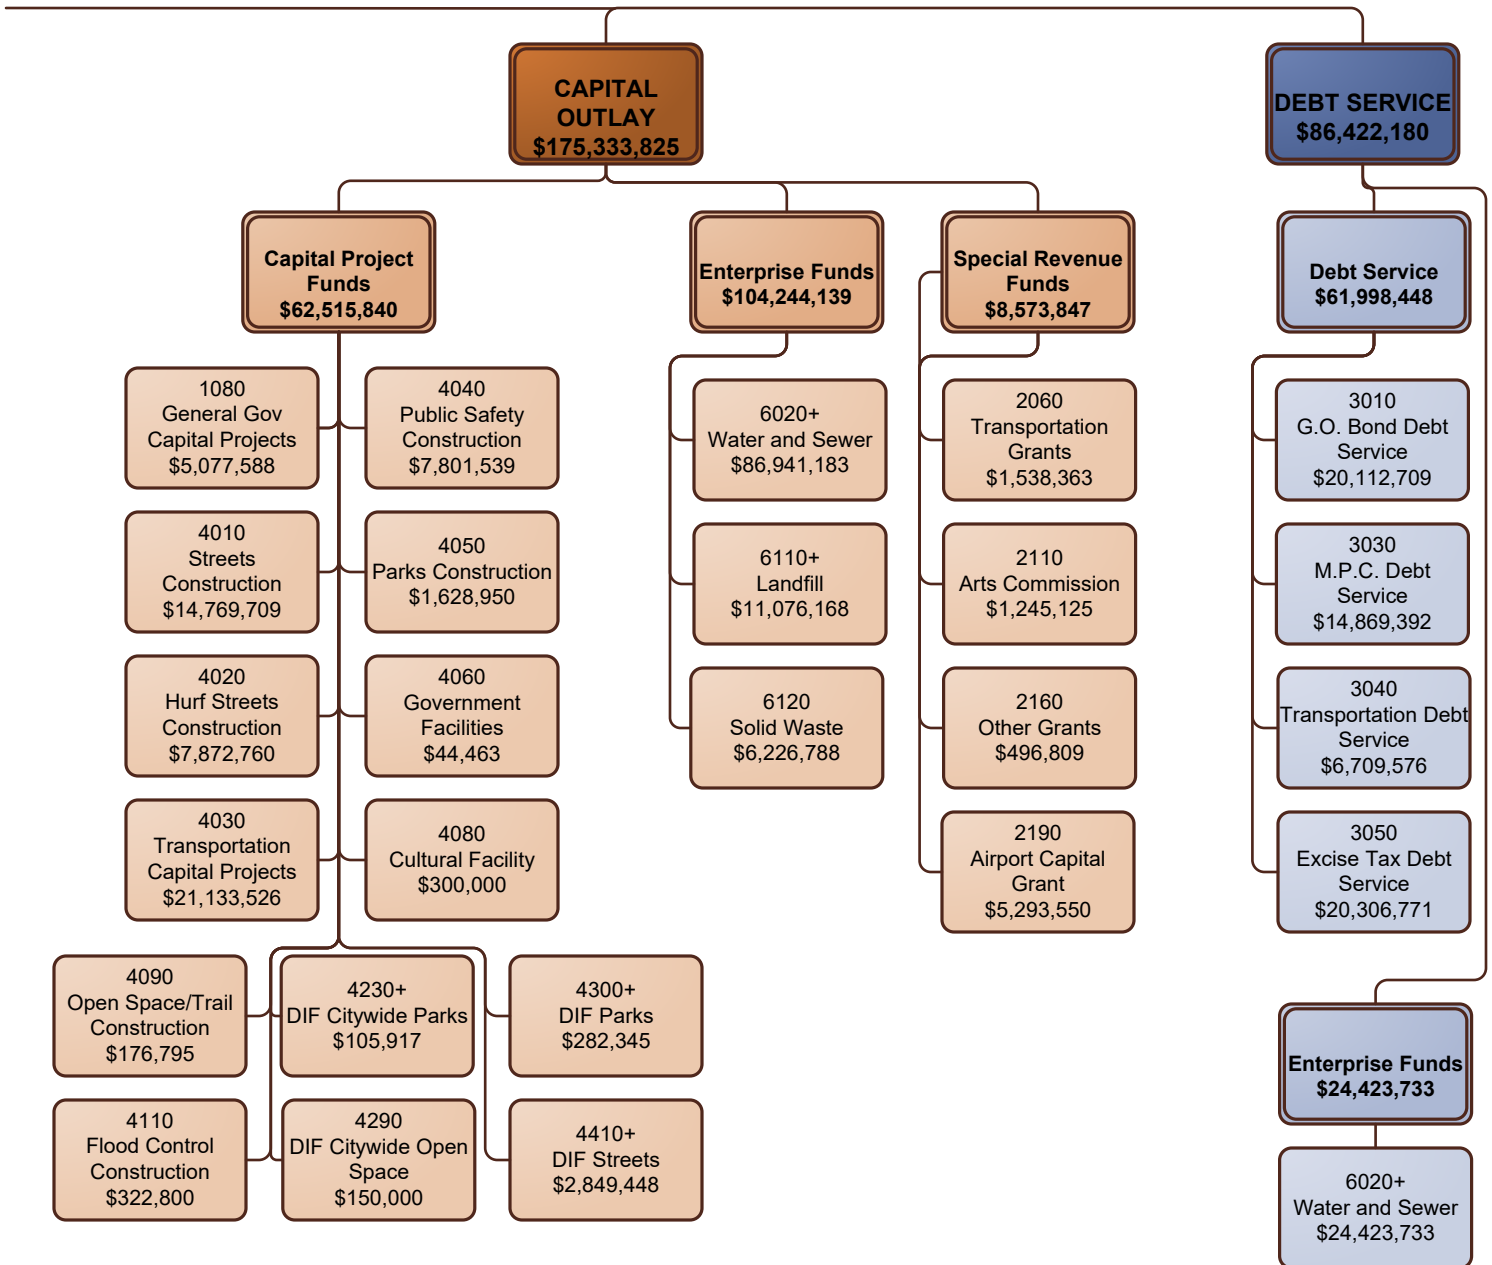 CAPITAL
OUTLAY
$175,333,825
DEBT SERVICE
$86,422,180
Capital Project
Funds
$62,515,840
Enterprise Funds
$104,244,139
Special Revenue
Funds
$8,573,847
Debt Service
$61,998,448
1080
General Gov
Capital Projects
$5,077,588
4040
Public Safety
Construction
$7,801,539
6020+
Water and Sewer
$86,941,183
2060
Transportation
Grants
$1,538,363
3010
G.O. Bond Debt
Service
$20,112,709
4010
Streets
Construction
$14,769,709
4050
Parks Construction
$1,628,950
6110+
Landfill
$11,076,168
2110
Arts Commission
$1,245,125
3030
M.P.C. Debt
Service
$14,869,392
4020
Hurf Streets
Construction
$7,872,760
4060
Government
Facilities
$44,463
6120
Solid Waste
$6,226,788
2160
Other Grants
$496,809
3040
Transportation Debt
Service
$6,709,576
4030
Transportation
Capital Projects
$21,133,526
4080
Cultural Facility
$300,000
2190
Airport Capital
Grant
$5,293,550
3050
Excise Tax Debt
Service
$20,306,771
4090
Open Space/Trail
Construction
$176,795
4230+
DIF Citywide Parks
$105,917
4300+
DIF Parks
$282,345
Enterprise Funds
$24,423,733
4110
Flood Control
Construction
$322,800
4290
DIF Citywide Open
Space
$150,000
4410+
DIF Streets
$2,849,448
6020+
Water and Sewer
$24,423,733